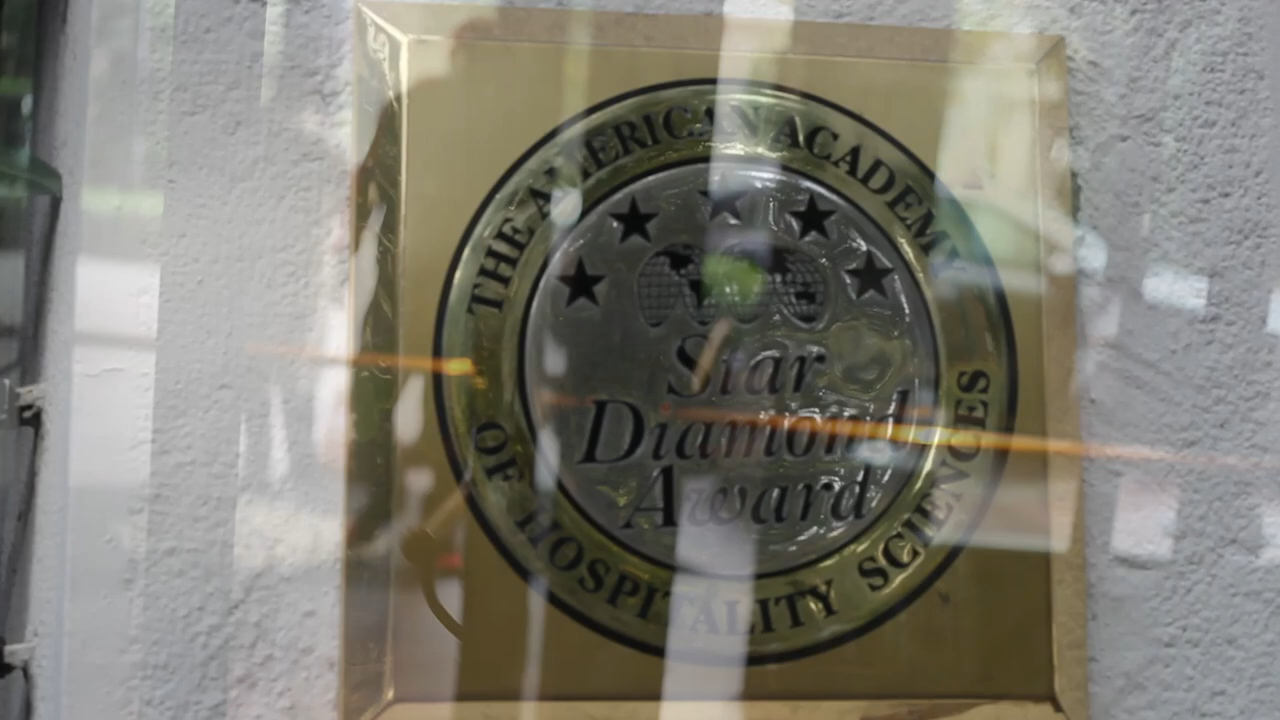 THE AMERICAN ACADEMY
Star
Diamond
Award
OF HOSPITALITY SCIENCES